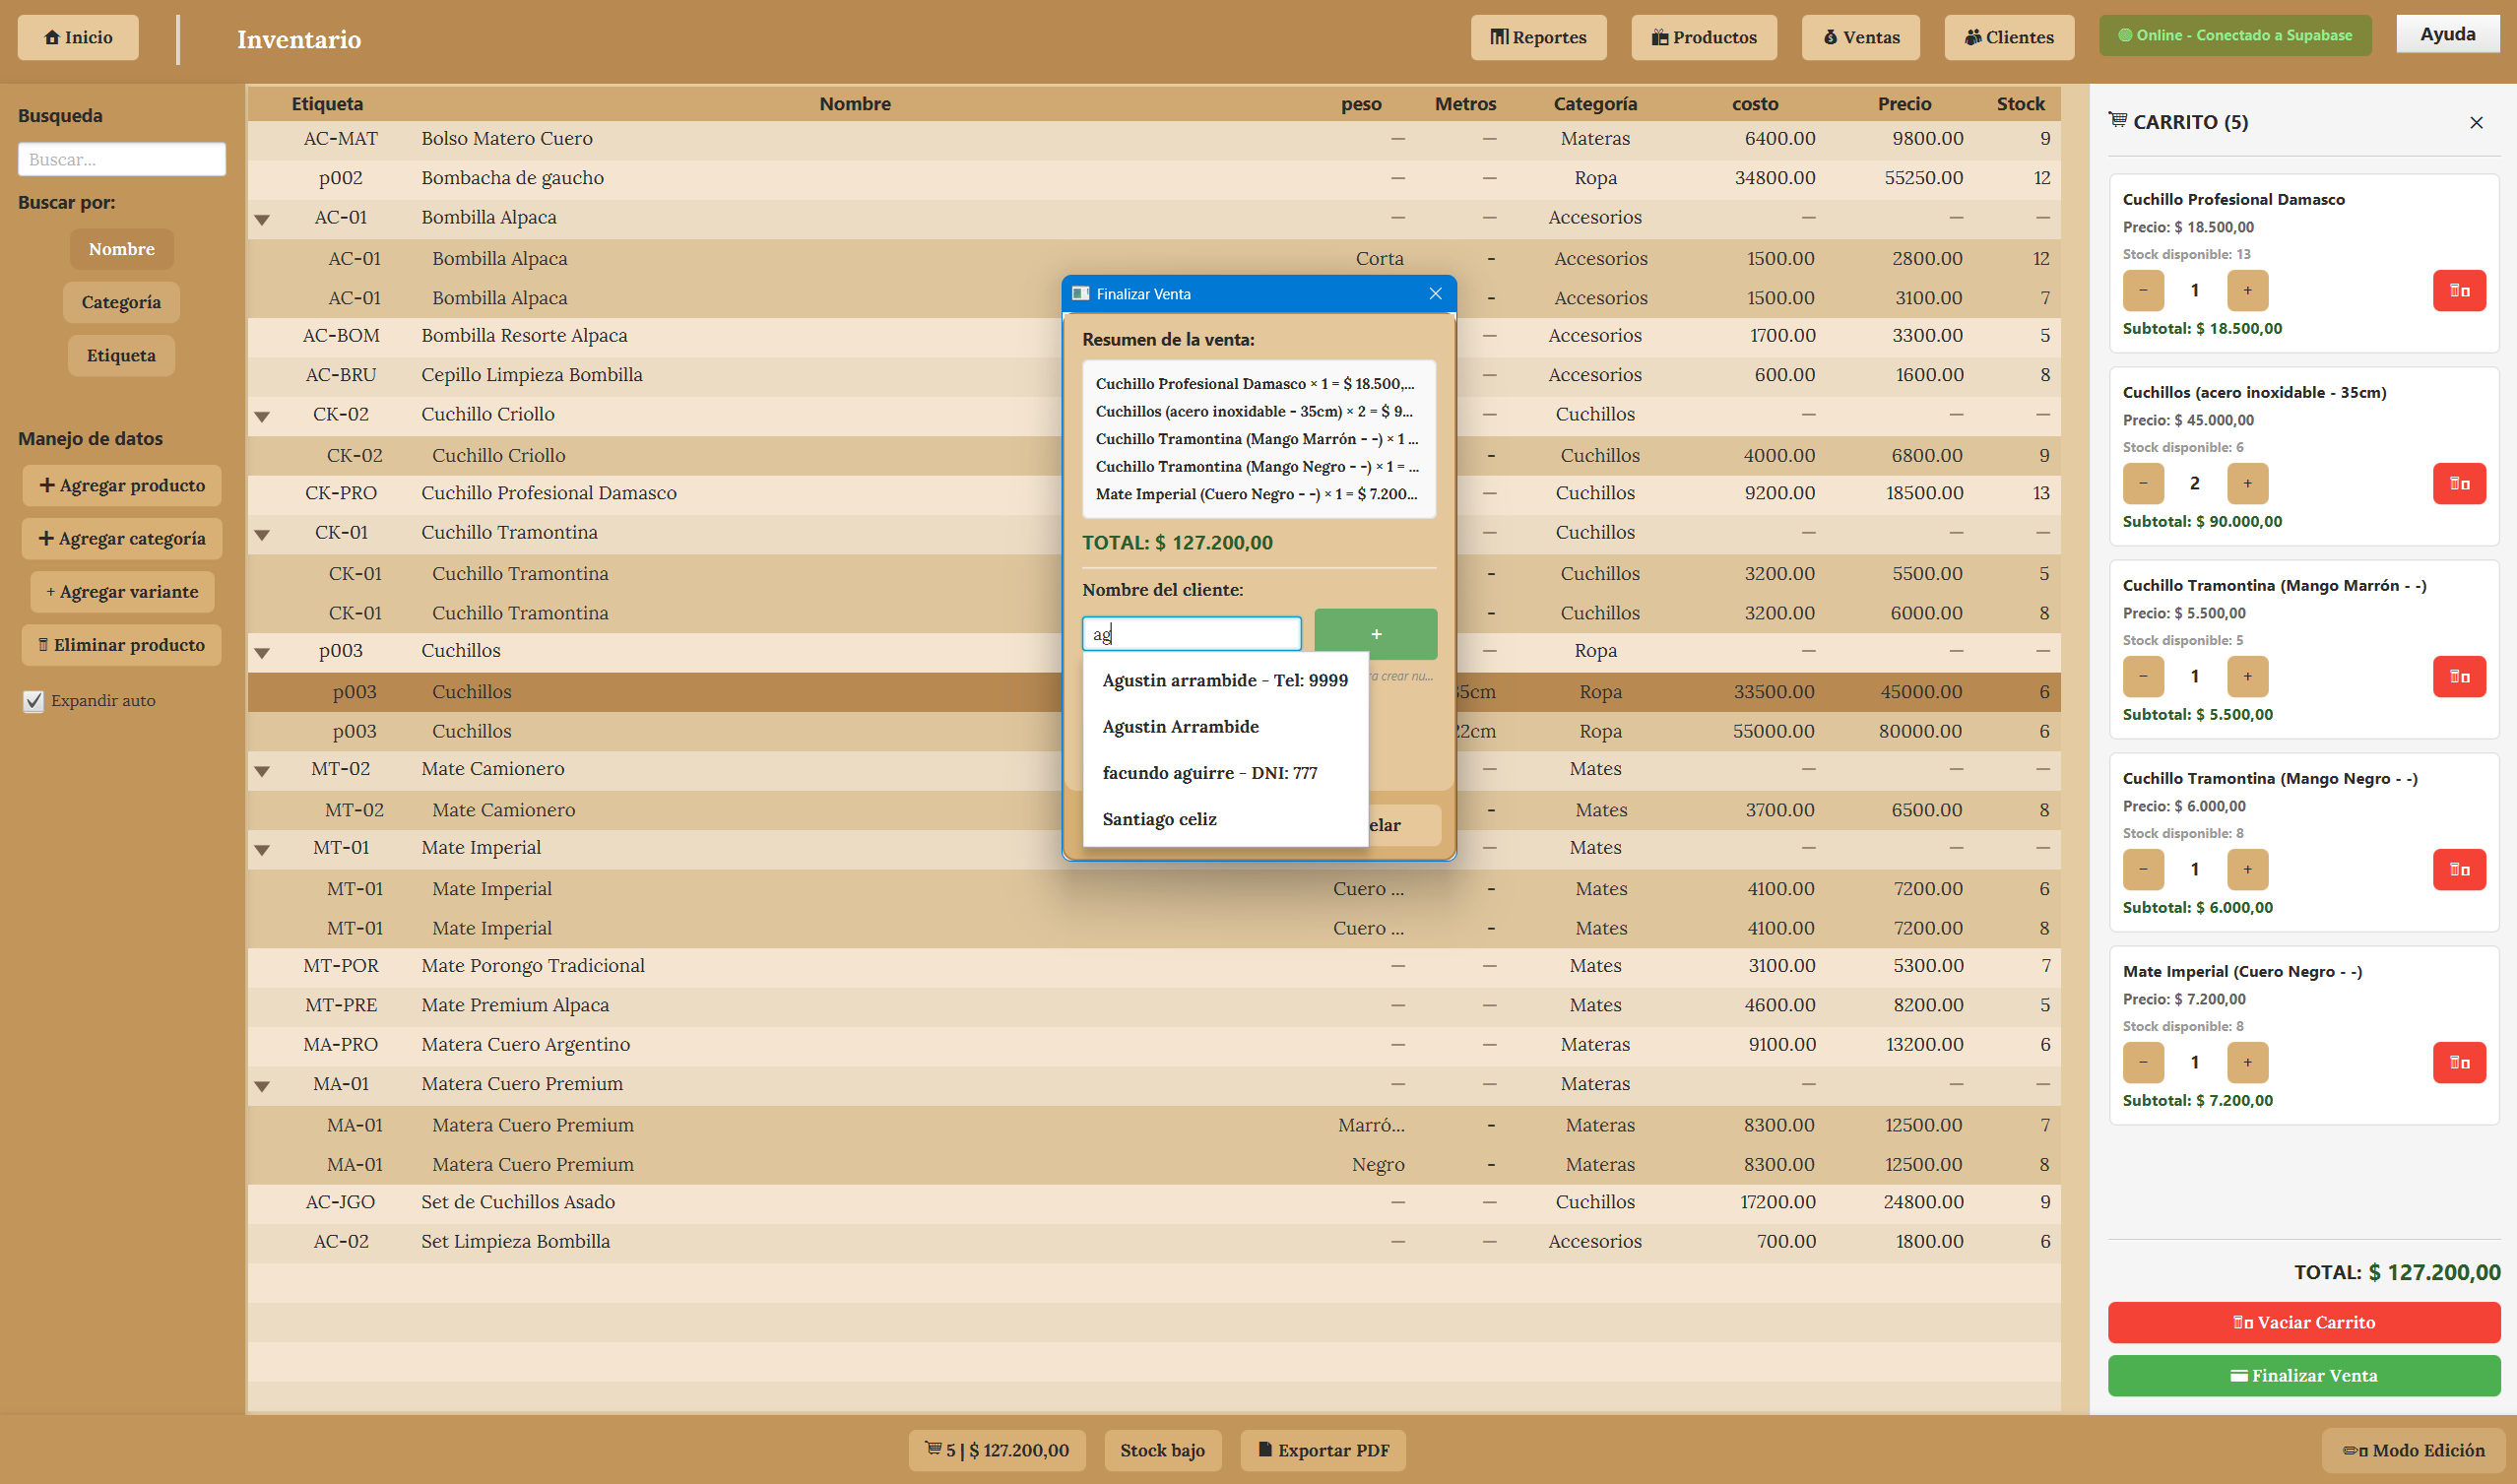 Inicio
Inventario
Reportes
Productos
Ventas
Clientes
Online - Conectado a Supabase
Ayuda
Busqueda
Buscar...
Buscar por:
Nombre
Categoría
Etiqueta
Manejo de datos
+ Agregar producto
+ Agregar categoría
+ Agregar variante
Eliminar producto
Expandir auto
Etiqueta Nombre peso Metros Categoría costo Precio Stock
AC-MAT Bolso Matero Cuero — — Materas 6400.00 9800.00 9
p002 Bombacha de gaucho — — Ropa 34800.00 55250.00 12
AC-01 Bombilla Alpaca — — Accesorios — — —
AC-01 Bombilla Alpaca Corta - Accesorios 1500.00 2800.00 12
AC-01 Bombilla Alpaca - Accesorios 1500.00 3100.00 7
AC-BOM Bombilla Resorte Alpaca — Accesorios 1700.00 3300.00 5
AC-BRU Cepillo Limpieza Bombilla — Accesorios 600.00 1600.00 8
CK-02 Cuchillo Criollo — Cuchillos — — —
CK-02 Cuchillo Criollo - Cuchillos 4000.00 6800.00 9
CK-PRO Cuchillo Profesional Damasco — Cuchillos 9200.00 18500.00 13
CK-01 Cuchillo Tramontina — Cuchillos — — —
CK-01 Cuchillo Tramontina - Cuchillos 3200.00 5500.00 5
CK-01 Cuchillo Tramontina - Cuchillos 3200.00 6000.00 8
p003 Cuchillos — Ropa — — —
p003 Cuchillos 35cm Ropa 33500.00 45000.00 6
p003 Cuchillos 22cm Ropa 55000.00 80000.00 6
MT-02 Mate Camionero — Mates — — —
MT-02 Mate Camionero - Mates 3700.00 6500.00 8
MT-01 Mate Imperial — Mates — — —
MT-01 Mate Imperial Cuero ... - Mates 4100.00 7200.00 6
MT-01 Mate Imperial Cuero ... - Mates 4100.00 7200.00 8
MT-POR Mate Porongo Tradicional — — Mates 3100.00 5300.00 7
MT-PRE Mate Premium Alpaca — — Mates 4600.00 8200.00 5
MA-PRO Matera Cuero Argentino — — Materas 9100.00 13200.00 6
MA-01 Matera Cuero Premium — — Materas — — —
MA-01 Matera Cuero Premium Marró... - Materas 8300.00 12500.00 7
MA-01 Matera Cuero Premium Negro - Materas 8300.00 12500.00 8
AC-JGO Set de Cuchillos Asado — — Cuchillos 17200.00 24800.00 9
AC-02 Set Limpieza Bombilla — — Accesorios 700.00 1800.00 6
Finalizar Venta
Resumen de la venta:
Cuchillo Profesional Damasco × 1 = $ 18.500,...
Cuchillos (acero inoxidable - 35cm) × 2 = $ 9...
Cuchillo Tramontina (Mango Marrón - -) × 1 ...
Cuchillo Tramontina (Mango Negro - -) × 1 = ...
Mate Imperial (Cuero Negro - -) × 1 = $ 7.200...
TOTAL: $ 127.200,00
Nombre del cliente:
ag
+
ra crear nu...
Agustin arrambide - Tel: 9999
Agustin Arrambide
facundo aguirre - DNI: 777
Santiago celiz
elar
CARRITO (5)
Cuchillo Profesional Damasco
Precio: $ 18.500,00
Stock disponible: 13
− 1 +
Subtotal: $ 18.500,00
Cuchillos (acero inoxidable - 35cm)
Precio: $ 45.000,00
Stock disponible: 6
− 2 +
Subtotal: $ 90.000,00
Cuchillo Tramontina (Mango Marrón - -)
Precio: $ 5.500,00
Stock disponible: 5
− 1 +
Subtotal: $ 5.500,00
Cuchillo Tramontina (Mango Negro - -)
Precio: $ 6.000,00
Stock disponible: 8
− 1 +
Subtotal: $ 6.000,00
Mate Imperial (Cuero Negro - -)
Precio: $ 7.200,00
Stock disponible: 8
− 1 +
Subtotal: $ 7.200,00
TOTAL: $ 127.200,00
Vaciar Carrito
Finalizar Venta
5 | $ 127.200,00
Stock bajo
Exportar PDF
Modo Edición